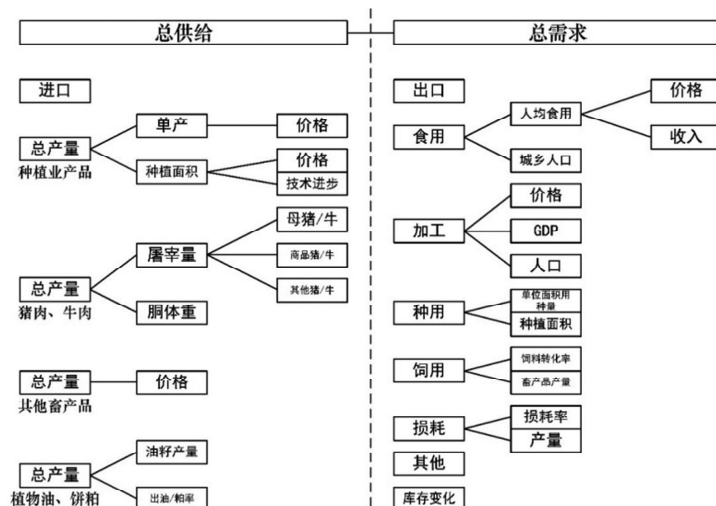 总供给
进口
总产量
种植业产品
单产
价格
种植面积
价格
技术进步
总产量
猪肉、牛肉
屠宰量
母猪/牛
商品猪/牛
其他猪/牛
胴体重
总产量
其他畜产品
价格
总产量
植物油、饼粕
油籽产量
出油/粕率
总需求
出口
食用
人均食用
价格
收入
城乡人口
加工
价格
GDP
人口
种用
单位面积用
种量
种植面积
饲用
饲料转化率
畜产品产量
损耗
损耗率
产量
其他
库存变化